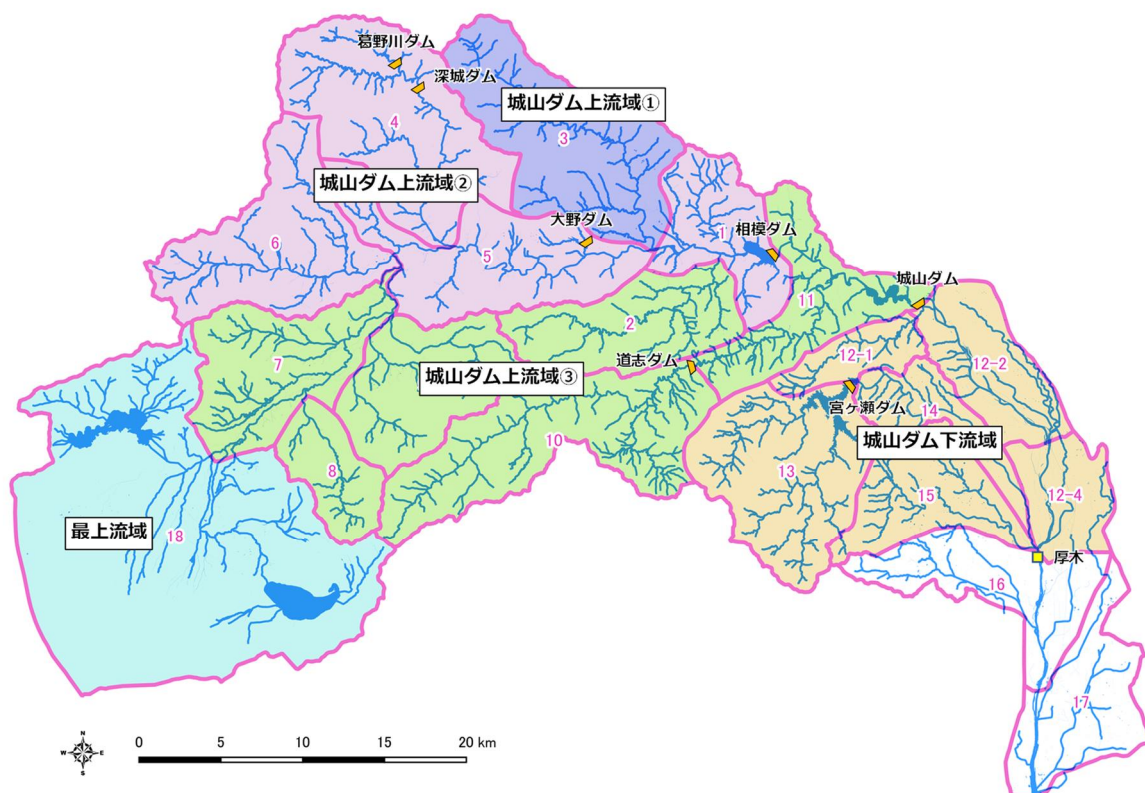 葛野川ダム
深城ダム
城山ダム上流域①
4
3
城山ダム上流域②
大野ダム
1
相模ダム
6
5
城山ダム
11
2
12-1
道志ダム
7
城山ダム上流域③
12-2
宮ヶ瀬ダム
14
城山ダム下流域
10
8
13
15
12-4
最上流域
18
厚木
16
17
N
W
E
S
0
5
10
15
20 km